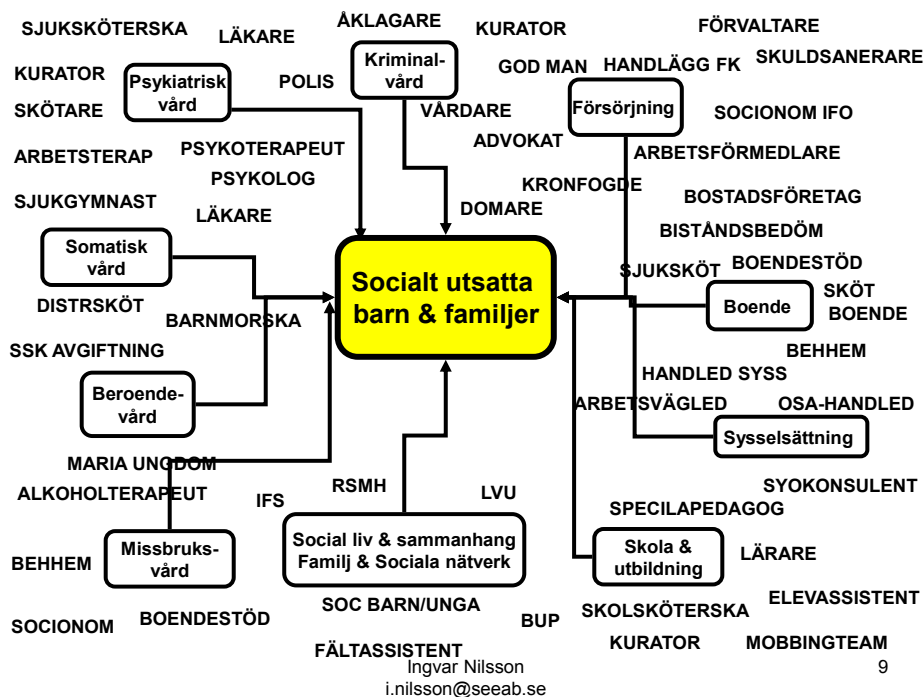 ÅKLAGARE
SJUKSKÖTERSKA
LÄKARE
KURATOR
FÖRVALTARE
SKULDSANERARE
GOD MAN
HANDLÄGG FK
KURATOR
Psykiatrisk
vård
POLIS
Kriminal-
vård
Försörjning
SKÖTARE
VÅRDARE
SOCIONOM IFO
ADVOKAT
ARBETSTERAP
PSYKOTERAPEUT
ARBETSFÖRMEDLARE
PSYKOLOG
KRONFOGDE
SJUKGYMNAST
LÄKARE
DOMARE
BOSTADSFÖRETAG
BISTÅNDSBEDÖM
Somatisk
vård
Socialt utsatta
barn & familjer
SJUKSKÖT
BOENDESTÖD
SKÖT
BOENDE
Boende
DISTRSKÖT
BARNMORSKA
SSK AVGIFTNING
BEHHEM
HANDLED SYSS
Beroende-
vård
ARBETSVÄGLED
OSA-HANDLED
Sysselsättning
MARIA UNGDOM
ALKOHOLTERAPEUT
IFS
RSMH
LVU
SYOKONSULENT
SPECILAPEDAGOG
BEHHEM
Missbruks-
vård
Social liv & sammanhang
Familj & Sociala nätverk
Skola &
utbildning
LÄRARE
SOCIONOM
BOENDESTÖD
SOC BARN/UNGA
BUP
SKOLSKÖTERSKA
ELEVASSISTENT
FÄLTASSISTENT
KURATOR
MOBBINGTEAM
Ingvar Nilsson
i.nilsson@seeab.se
9